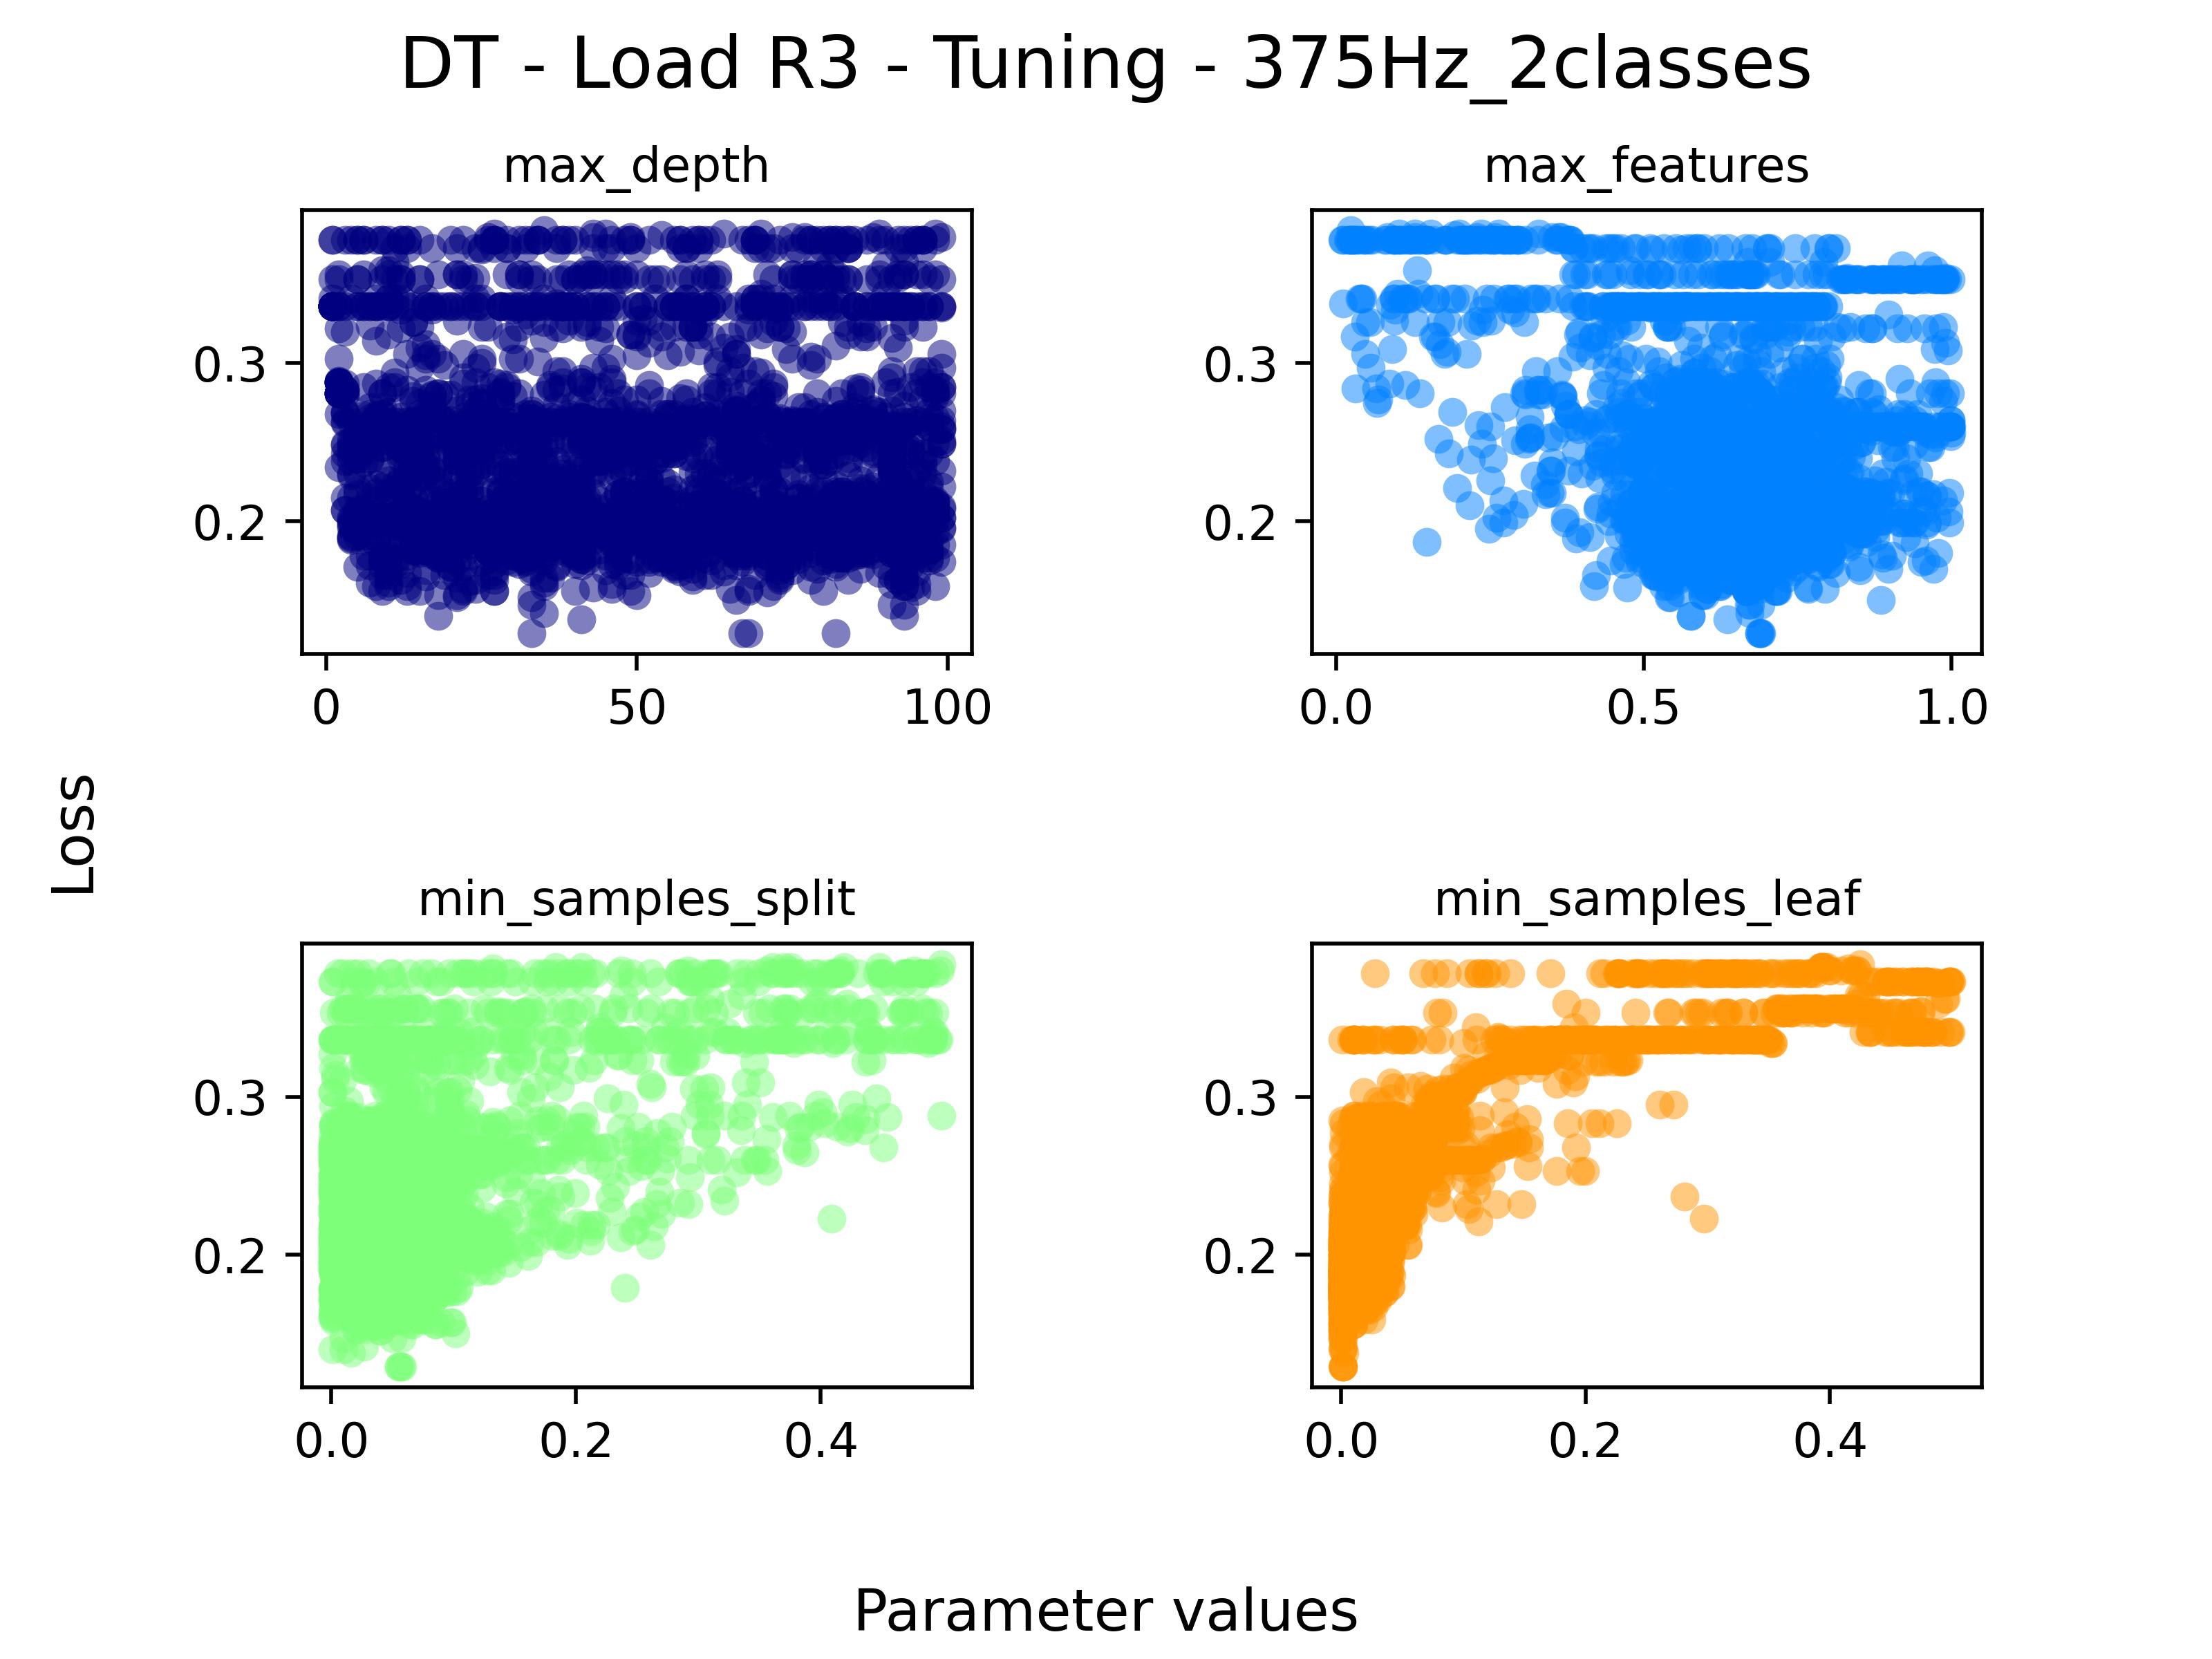 DT - Load R3 - Tuning - 375Hz_2classes
max_depth
max_features
0.3
0.2
0
50
100
0.3
0.2
0.0
0.5
1.0
Loss
min_samples_split
min_samples_leaf
0.3
0.2
0.0
0.2
0.4
0.3
0.2
0.0
0.2
0.4
Parameter values